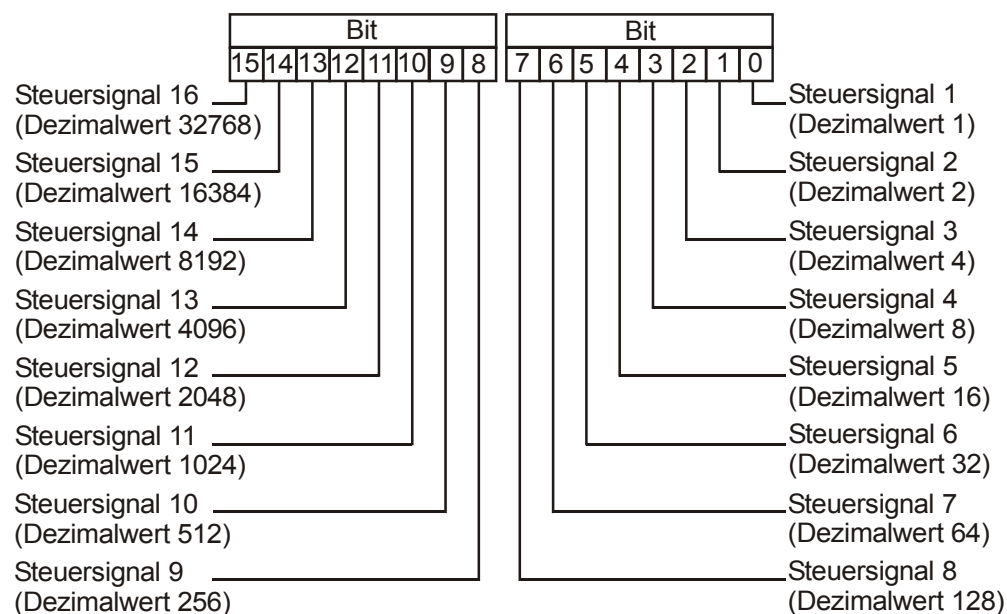 Bit
Bit
15 14 13 12 11 10 9 8
7 6 5 4 3 2 1 0
Steuersignal 16
(Dezimalwert 32768)
Steuersignal 15
(Dezimalwert 16384)
Steuersignal 14
(Dezimalwert 8192)
Steuersignal 13
(Dezimalwert 4096)
Steuersignal 12
(Dezimalwert 2048)
Steuersignal 11
(Dezimalwert 1024)
Steuersignal 10
(Dezimalwert 512)
Steuersignal 9
(Dezimalwert 256)
Steuersignal 1
(Dezimalwert 1)
Steuersignal 2
(Dezimalwert 2)
Steuersignal 3
(Dezimalwert 4)
Steuersignal 4
(Dezimalwert 8)
Steuersignal 5
(Dezimalwert 16)
Steuersignal 6
(Dezimalwert 32)
Steuersignal 7
(Dezimalwert 64)
Steuersignal 8
(Dezimalwert 128)